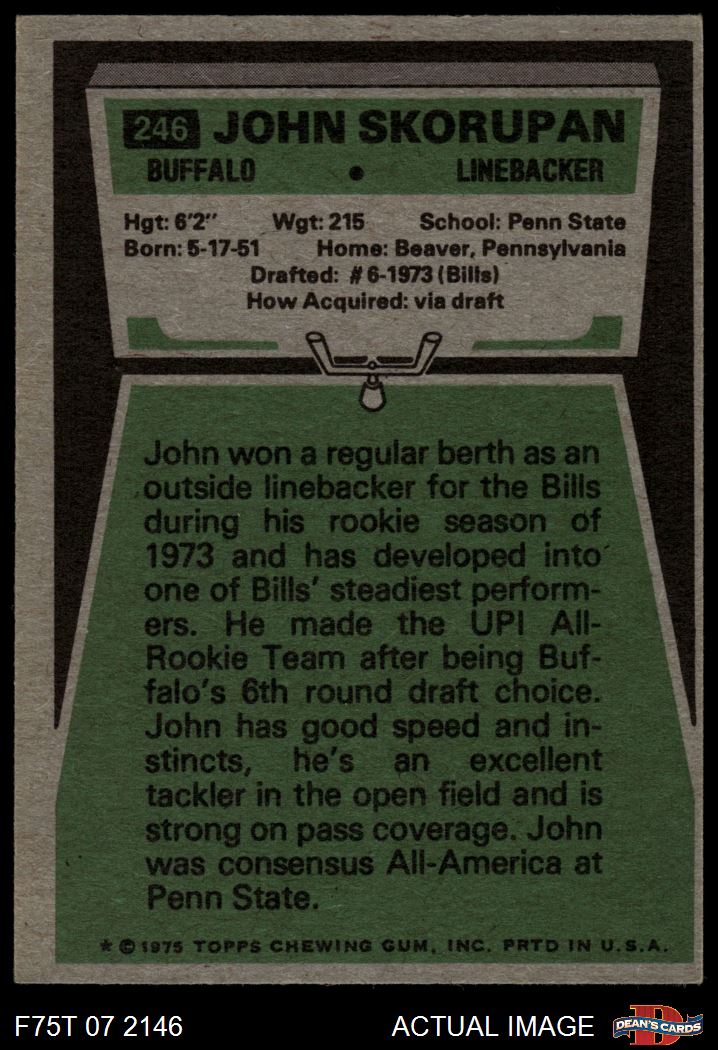 246 JOHN SKORUPAN
BUFFALO • LINEBACKER
Hgt: 6'2" Wgt: 215 School: Penn State
Born: 5-17-51 Home: Beaver, Pennsylvania
Drafted: #6-1973 (Bills)
How Acquired: via draft
John won a regular berth as an
outside linebacker for the Bills
during his rookie season of
1973 and has developed into
one of Bills' steadiest perform-
ers. He made the UPI All-
Rookie Team after being Buf-
falo's 6th round draft choice.
John has good speed and in-
stincts, he's an excellent
tackler in the open field and is
strong on pass coverage. John
was consensus All-America at
Penn State.
* © 1975 TOPPS CHEWING GUM, INC. PRTD IN U.S.A.
F75T 07 2146 ACTUAL IMAGE D DEAN'S CARDS